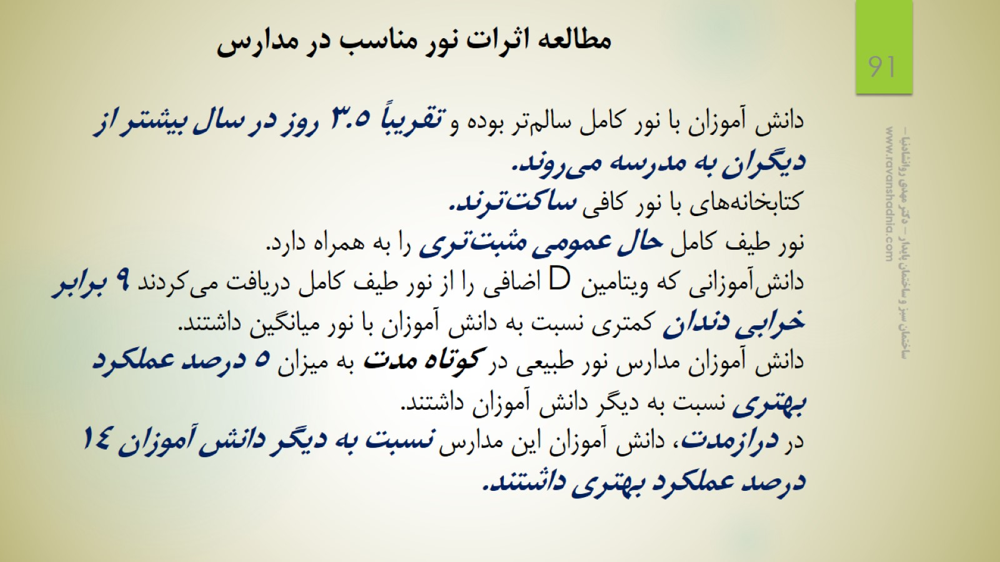 مطالعه اثرات نور مناسب در مدارس
91
دانش آموزان با نور کامل سالم‌تر بوده و تقریباً ۳.۵ روز در سال بیشتر از
دیگران به مدرسه می‌روند.
کتابخانه‌های با نور کافی ساکت‌ترند.
نور طیف کامل حال عمومی مثبت‌تری را به همراه دارد.
دانش‌آموزانی که ویتامین D اضافی را از نور طیف کامل دریافت می‌کردند ۹ برابر
خرابی دندان کمتری نسبت به دانش آموزان با نور میانگین داشتند.
دانش آموزان مدارس نور طبیعی در کوتاه مدت به میزان ۵ درصد عملکرد
بهتری نسبت به دیگر دانش آموزان داشتند.
در درازمدت، دانش آموزان این مدارس نسبت به دیگر دانش آموزان ۱٤
درصد عملکرد بهتری داشتند.
ساختمان سبز و ساختمان پایدار – دکتر مهدی روانشادنیا –
www.ravanshadnia.com